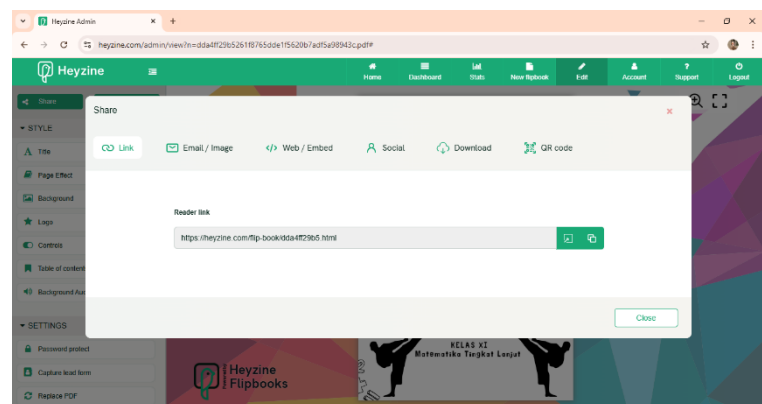 Heyzine Admin
heyzine.com/admin/view?n=dda4ff29b5261f8765dde1f5620b7adf5a98943c.pdf#
Heyzine
Home Dashboard Stats New flipbook Edit Account Support Logout
Share
Share
STYLE
Link Email / Image </> Web / Embed Social Download QR code
Title
Page Effect
Background
Reader link
Logo
https://heyzine.com/flip-book/dda4ff29b5.html
Controls
Table of content
Background Au
Close
SETTINGS
Password protect
KELAS XI
Matematika Tingkat Lanjut
Capture lead form
Heyzine
Flipbooks
Replace PDF